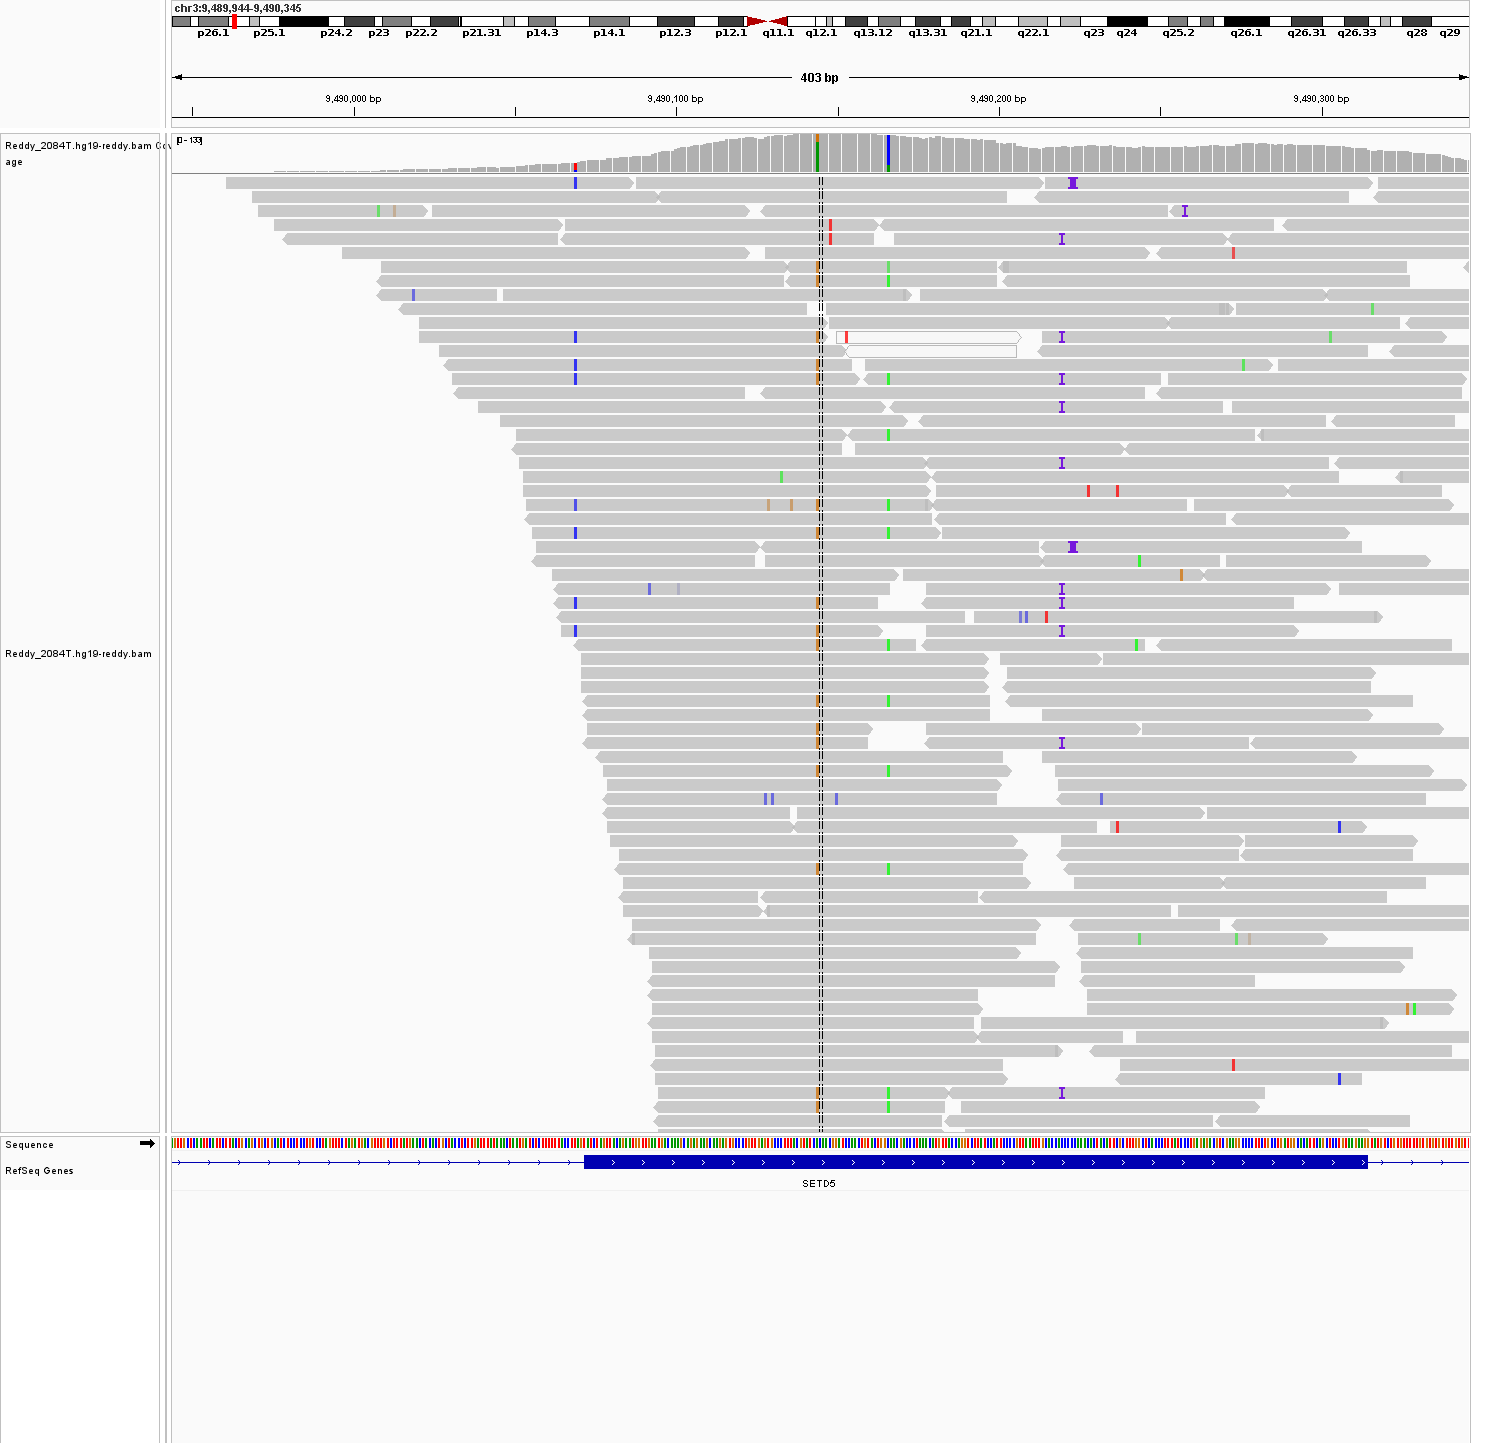 chr3:9,489,944-9,490,345
p26.1 p25.1 p24.2 p23 p22.2 p21.31 p14.3 p14.1 p12.3 p12.1 q11.1 q12.1 q13.12 q13.31 q21.1 q22.1 q23 q24 q25.2 q26.1 q26.31 q26.33 q28 q29
403 bp
9,490,000 bp 9,490,100 bp 9,490,200 bp 9,490,300 bp
[0 - 133]
Reddy_2084T.hg19-reddy.bam Cov
age
Reddy_2084T.hg19-reddy.bam
Sequence
RefSeq Genes
SETD5